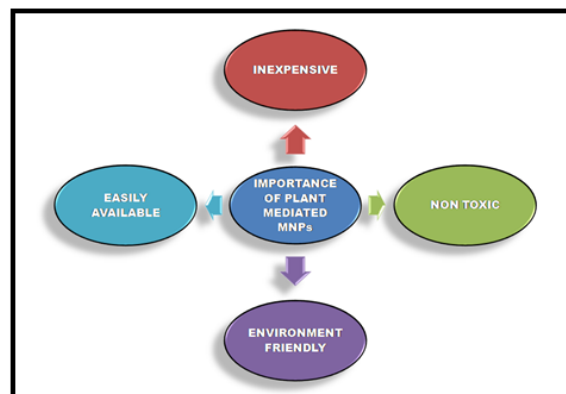 INEXPENSIVE
EASILY
AVAILABLE
IMPORTANCE
OF PLANT
MEDIATED
MNPs
NON TOXIC
ENVIRONMENT
FRIENDLY